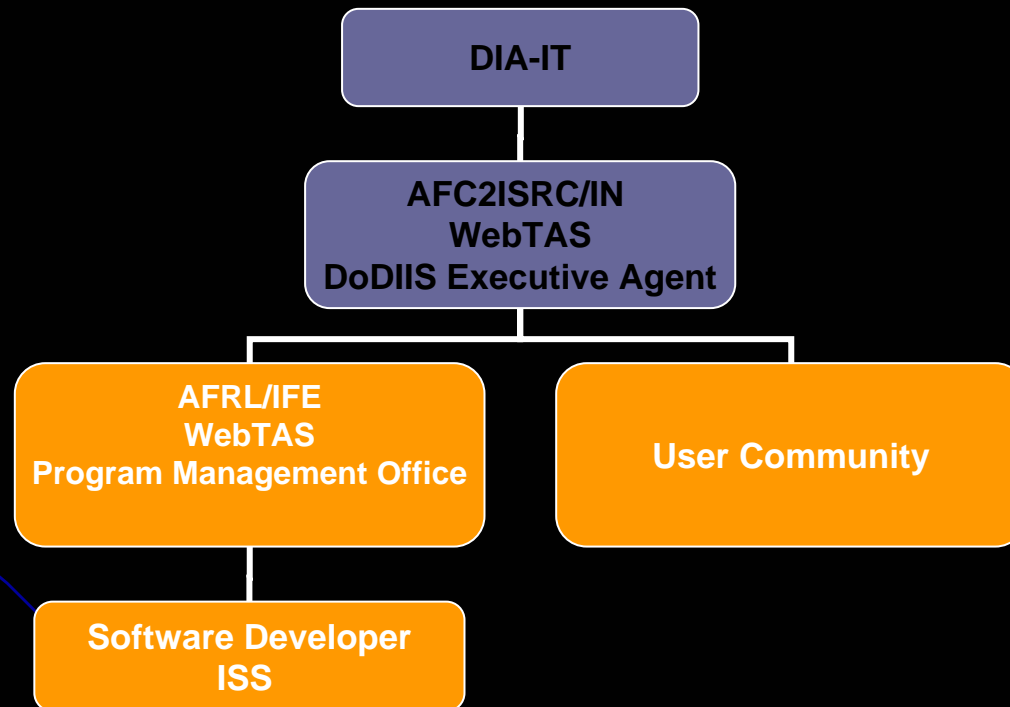 DIA-IT
AFC2ISRC/IN
WebTAS
DoDIIS Executive Agent
AFRL/IFE
WebTAS
Program Management Office
User Community
Software Developer
ISS